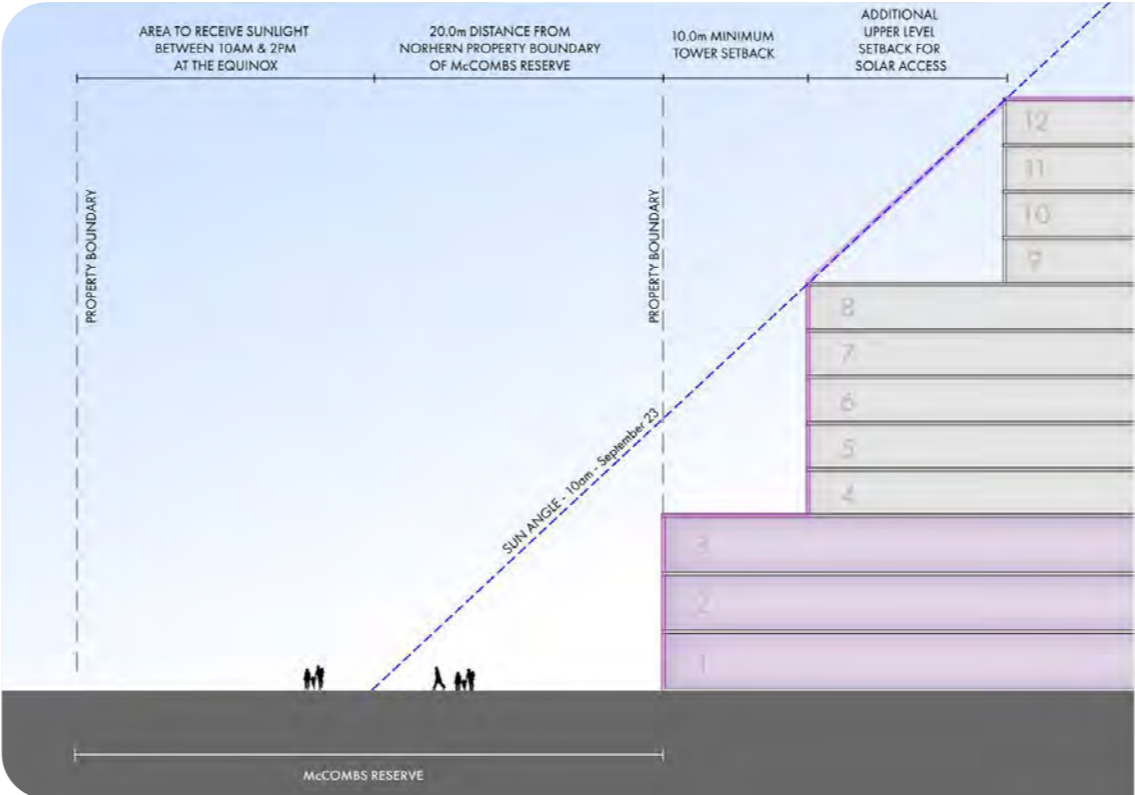 AREA TO RECEIVE SUNLIGHT
BETWEEN 10AM & 2PM
AT THE EQUINOX
20.0m DISTANCE FROM
NORHERN PROPERTY BOUNDARY
OF McCOMBS RESERVE
10.0m MINIMUM
TOWER SETBACK
ADDITIONAL
UPPER LEVEL
SETBACK FOR
SOLAR ACCESS
PROPERTY BOUNDARY
PROPERTY BOUNDARY
SUN ANGLE - 10am - September 23
12
11
10
9
8
7
6
5
4
3
2
1
McCOMBS RESERVE